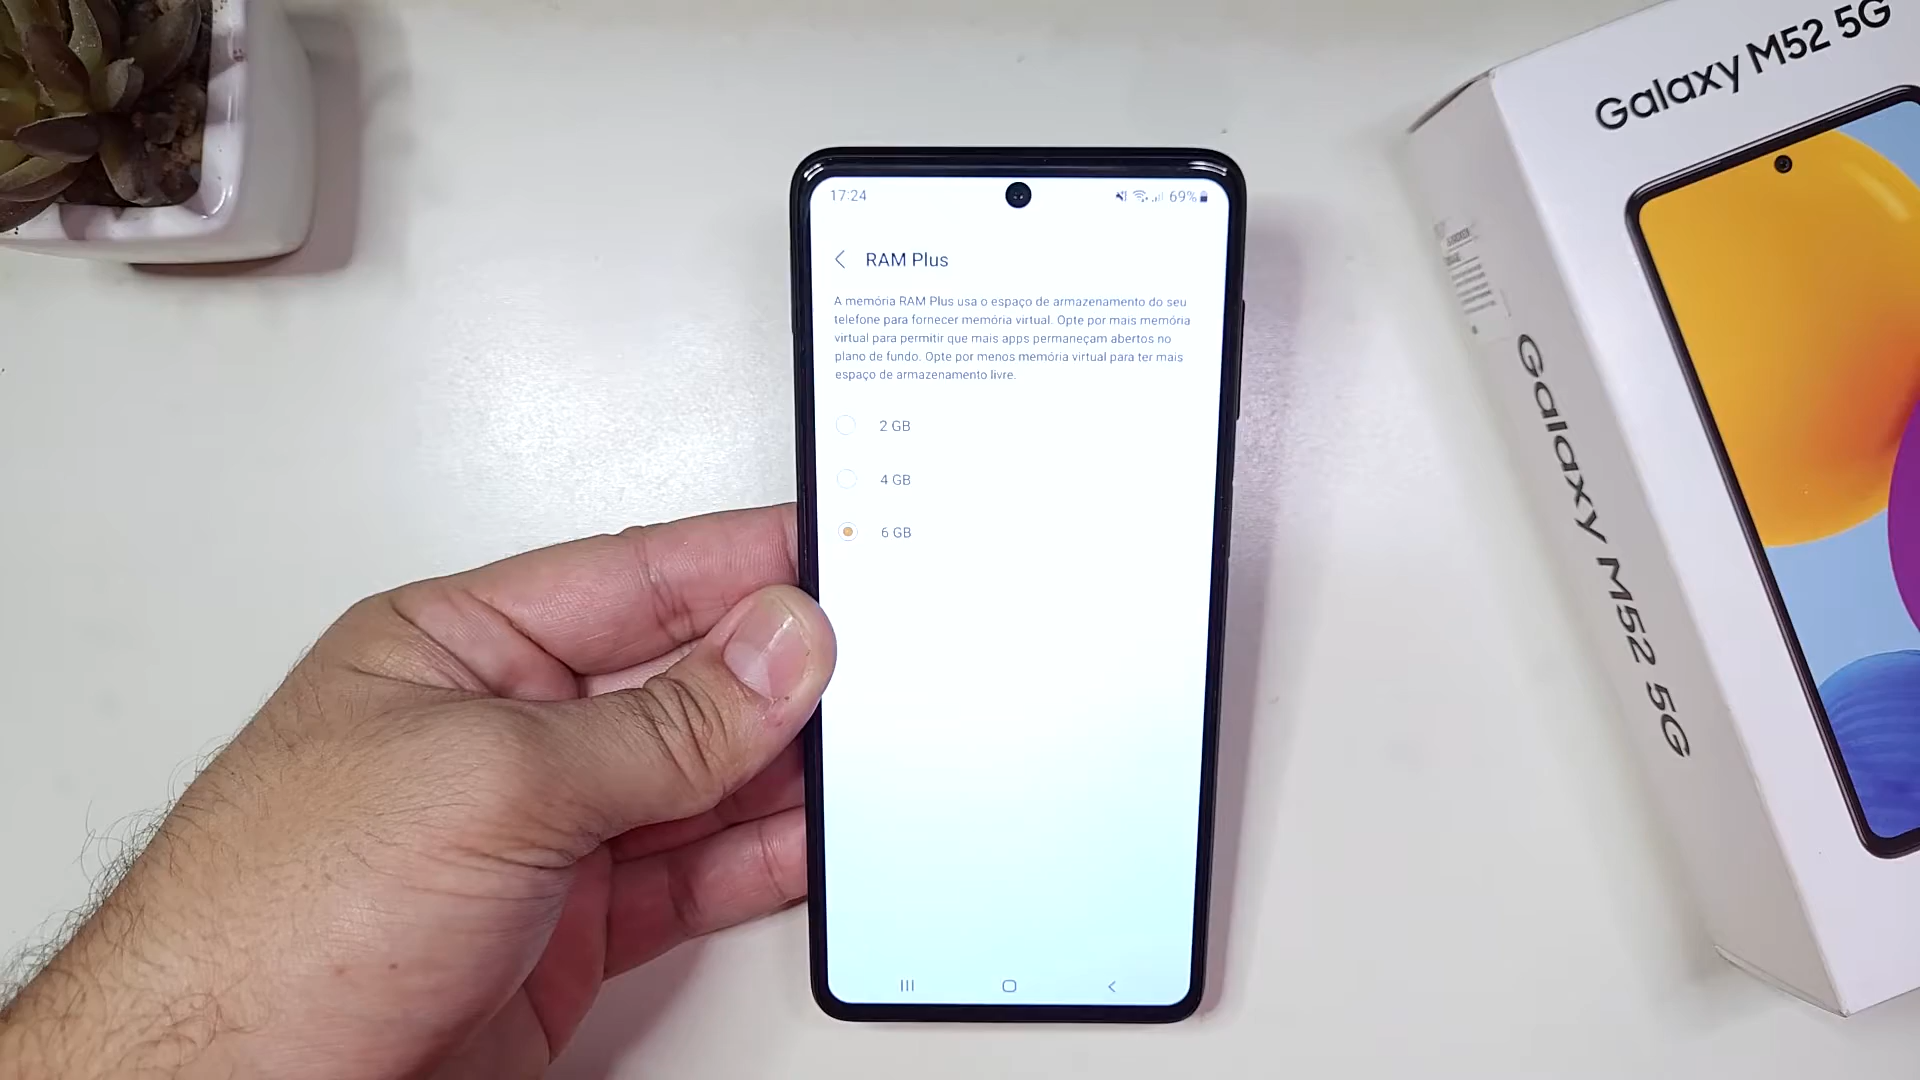 Galaxy M52 5G
Galaxy M52 5G
17:24
69%
RAM Plus
A memória RAM Plus usa o espaço de armazenamento do seu
telefone para fornecer memória virtual. Opte por mais memória
virtual para permitir que mais apps permaneçam abertos no
plano de fundo. Opte por menos memória virtual para ter mais
espaço de armazenamento livre.
2 GB
4 GB
6 GB